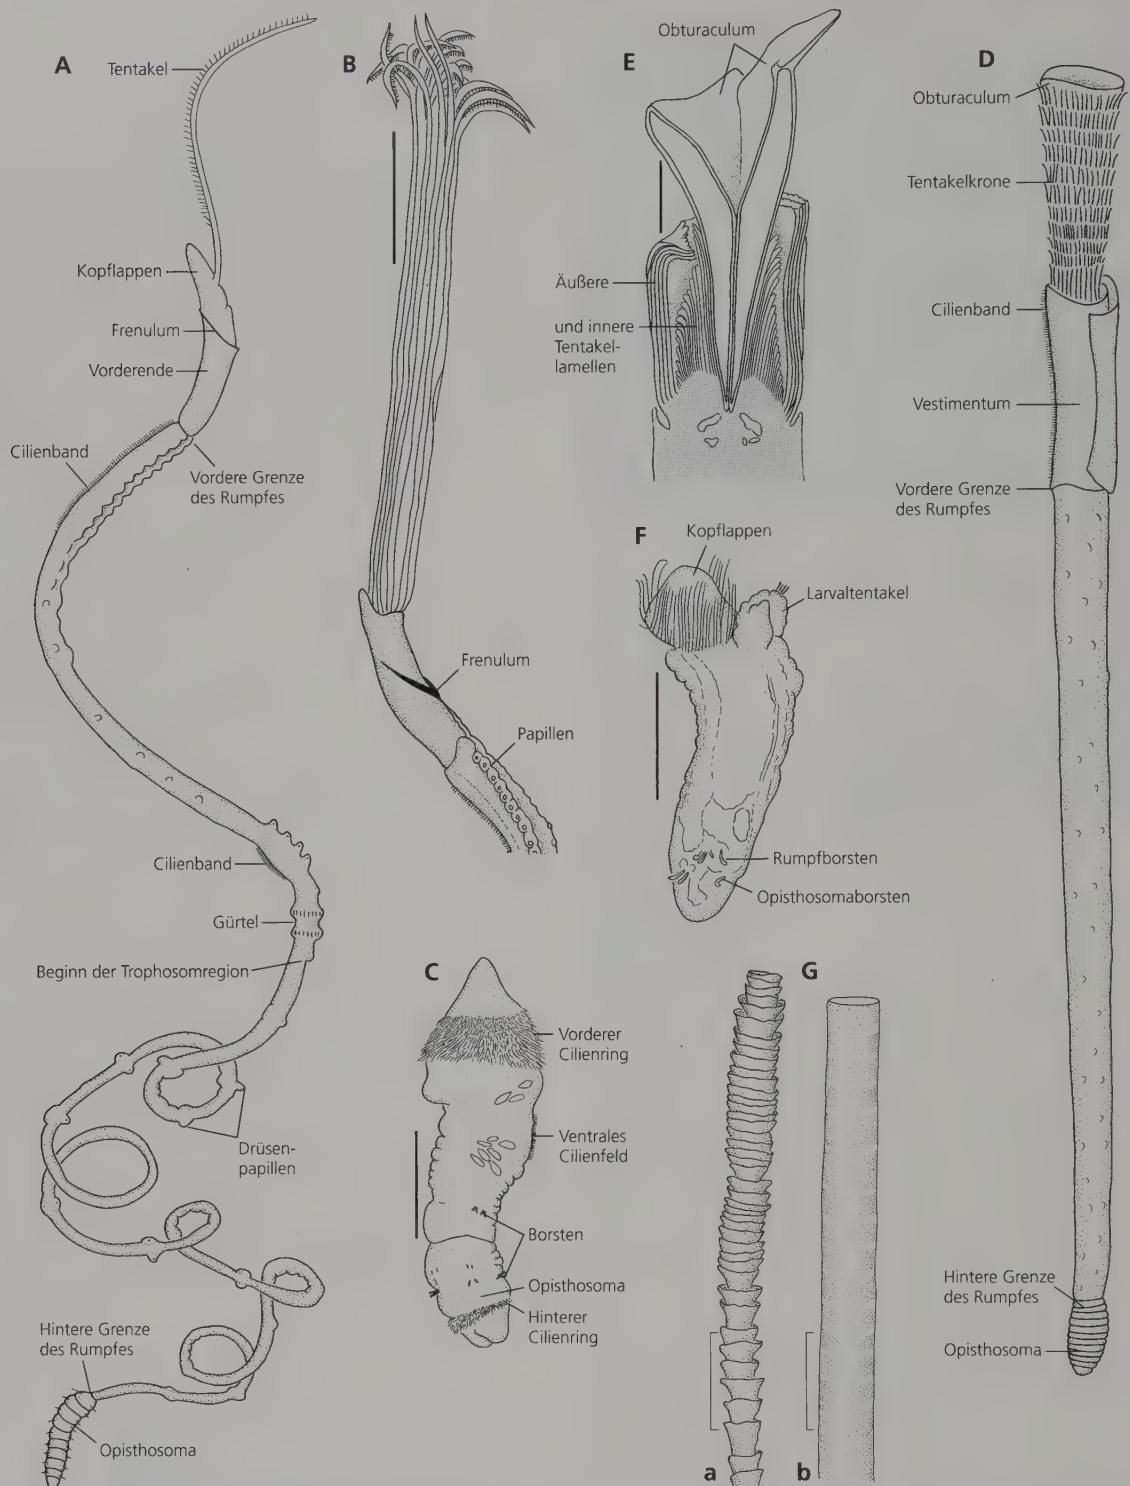 A
Tentakel
Kopflappen
Frenulum
Vorderende
Cilienband
Vordere Grenze
des Rumpfes
Cilienband
Gürtel
Beginn der Trophosomregion
Drüsen-
papillen
Hintere Grenze
des Rumpfes
Opisthosoma
B
Frenulum
Papillen
C
Vorderer
Cilienring
Ventrales
Cilienfeld
Borsten
Opisthosoma
Hinterer
Cilienring
E
Obturaculum
Äußere
und innere
Tentakel-
lamellen
F
Kopflappen
Larvaltentakel
Rumpfborsten
Opisthosomaborsten
G
a
b
D
Obturaculum
Tentakelkrone
Cilienband
Vestimentum
Vordere Grenze
des Rumpfes
Hintere Grenze
des Rumpfes
Opisthosoma